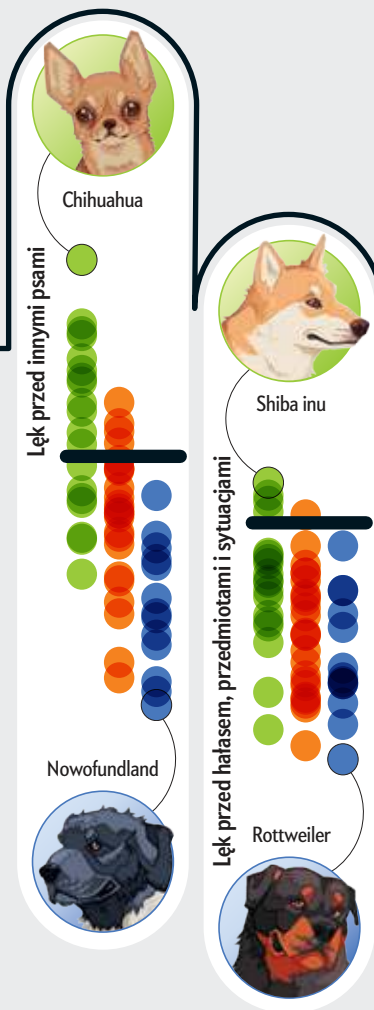 Chihuahua
Lęk przed innymi psami
Nowofundland
Shiba inu
Lęk przed hałasem, przedmiotami i sytuacjami
Rottweiler